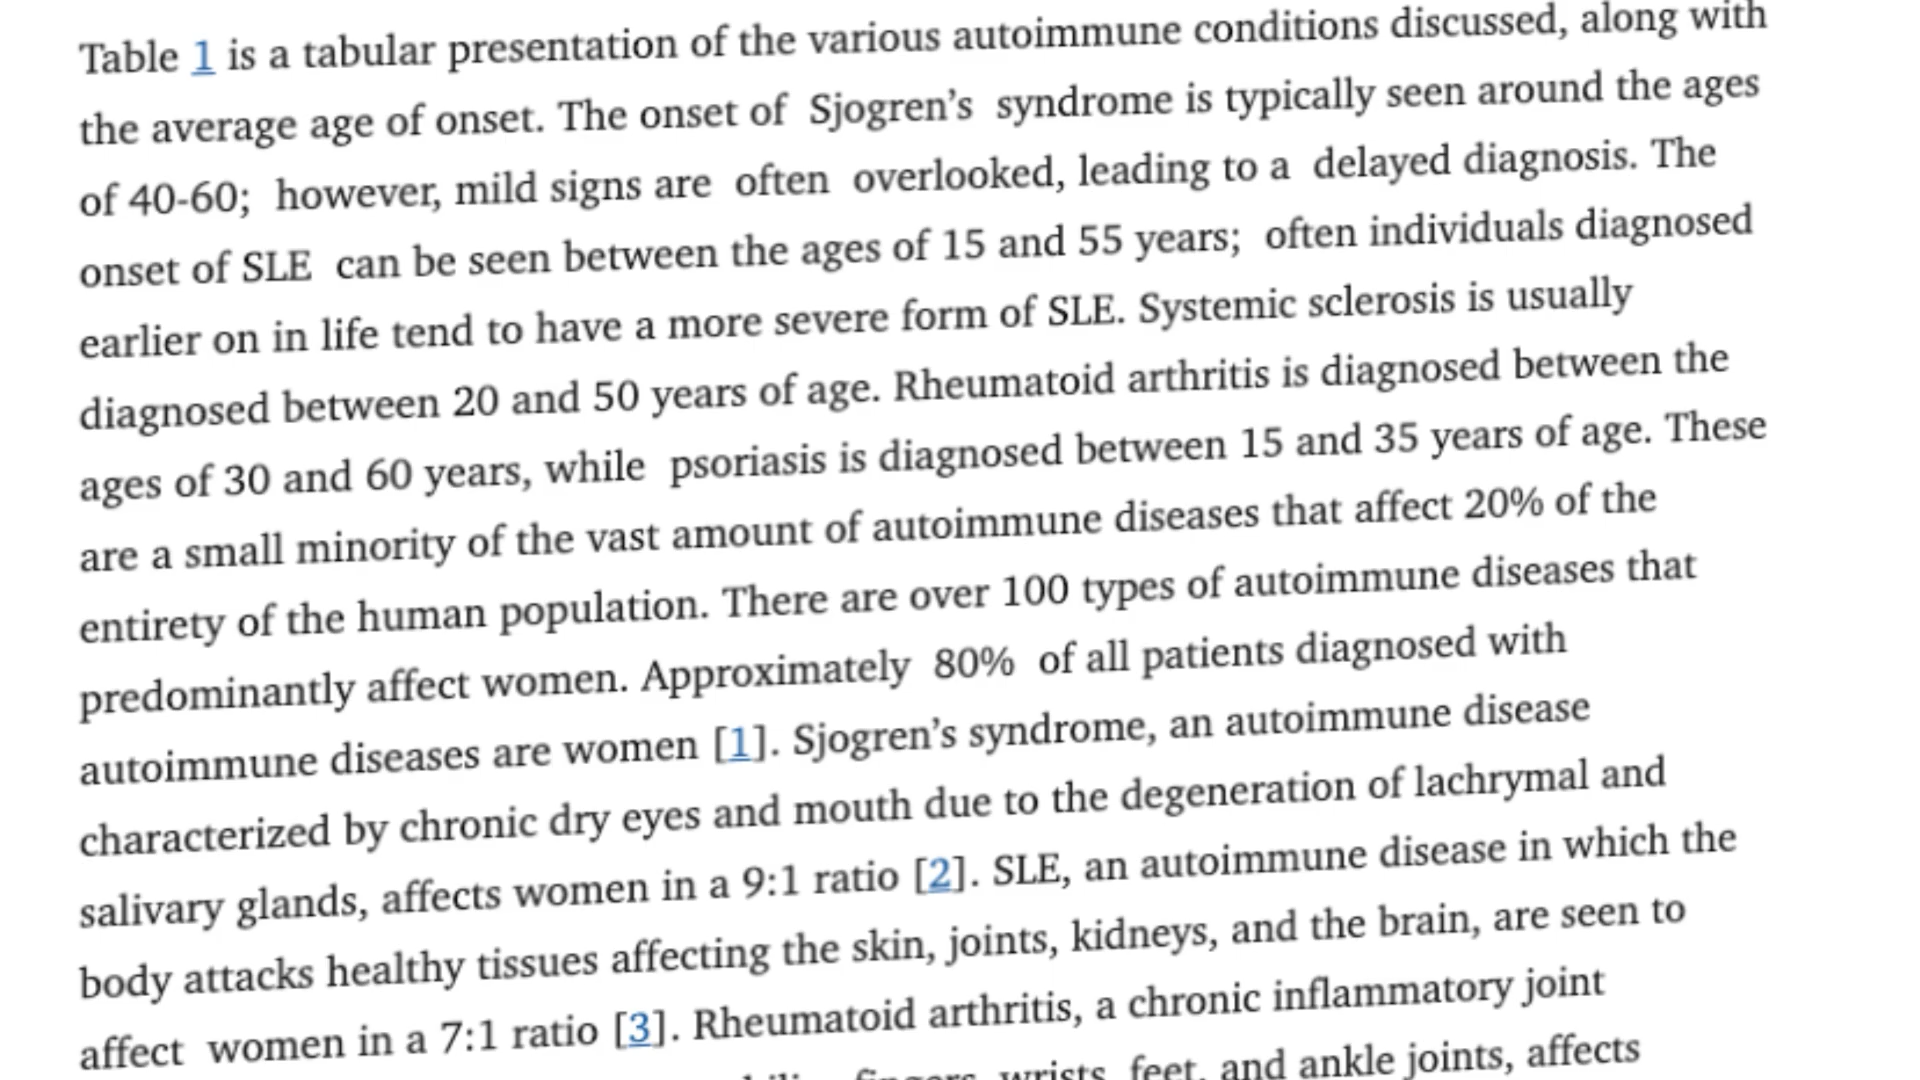 Table 1 is a tabular presentation of the various autoimmune conditions discussed, along with
the average age of onset. The onset of Sjogren’s syndrome is typically seen around the ages
of 40-60; however, mild signs are often overlooked, leading to a delayed diagnosis. The
onset of SLE can be seen between the ages of 15 and 55 years; often individuals diagnosed
earlier on in life tend to have a more severe form of SLE. Systemic sclerosis is usually
diagnosed between 20 and 50 years of age. Rheumatoid arthritis is diagnosed between the
ages of 30 and 60 years, while psoriasis is diagnosed between 15 and 35 years of age. These
are a small minority of the vast amount of autoimmune diseases that affect 20% of the
entirety of the human population. There are over 100 types of autoimmune diseases that
predominantly affect women. Approximately 80% of all patients diagnosed with
autoimmune diseases are women [1]. Sjogren’s syndrome, an autoimmune disease
characterized by chronic dry eyes and mouth due to the degeneration of lachrymal and
salivary glands, affects women in a 9:1 ratio [2]. SLE, an autoimmune disease in which the
body attacks healthy tissues affecting the skin, joints, kidneys, and the brain, are seen to
affect women in a 7:1 ratio [3]. Rheumatoid arthritis, a chronic inflammatory joint
fingers, wrists, feet, and ankle joints, affects